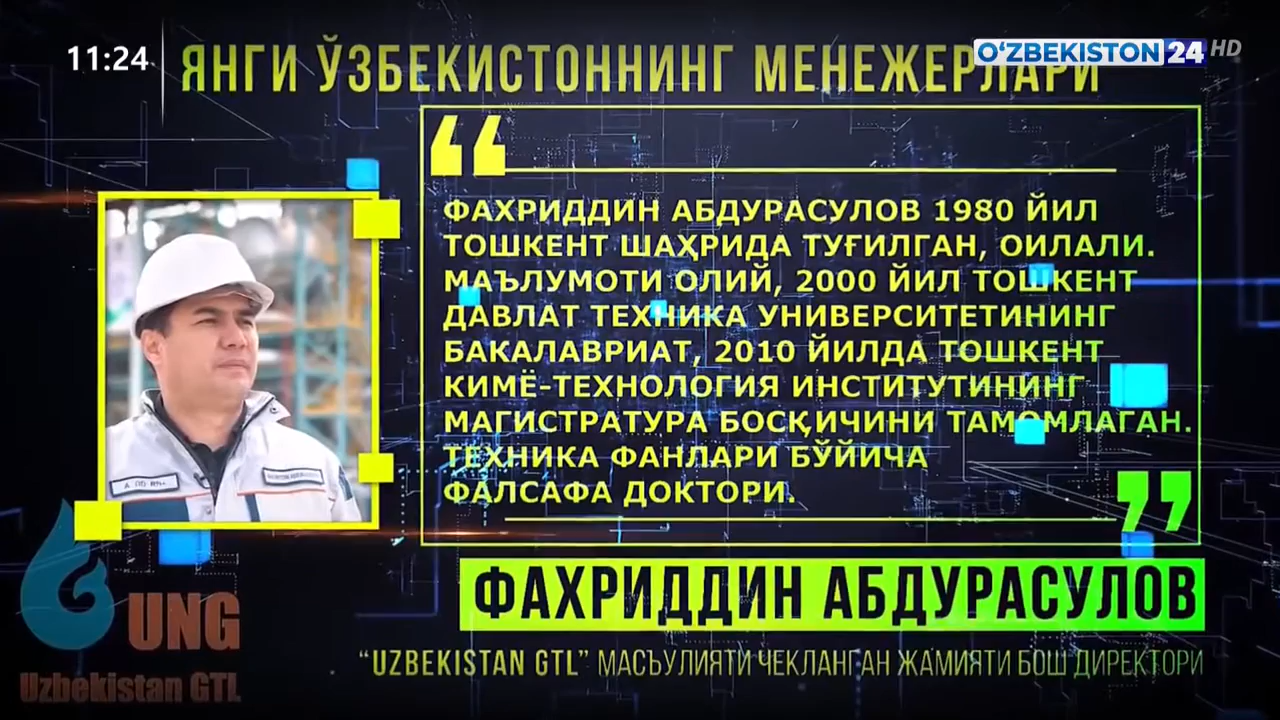 11:24
ЯНГИ ЎЗБЕКИСТОННИНГ МЕНЕЖЕРЛАРИ
O‘ZBEKISTON 24 HD
ФАХРИДДИН АБДУРАСУЛОВ 1980 ЙИЛ
ТОШКЕНТ ШАҲРИДА ТУҒИЛГАН, ОИЛАЛИ.
МАЪЛУМОТИ ОЛИЙ, 2000 ЙИЛ ТОШКЕНТ
ДАВЛАТ ТЕХНИКА УНИВЕРСИТЕТИНИНГ
БАКАЛАВРИАТ, 2010 ЙИЛДА ТОШКЕНТ
КИМЁ-ТЕХНОЛОГИЯ ИНСТИТУТИНИНГ
МАГИСТРАТУРА БОСҚИЧИНИ ТАМОМЛАГАН.
ТЕХНИКА ФАНЛАРИ БЎЙИЧА
ФАЛСАФА ДОКТОРИ.
ФАХРИДДИН АБДУРАСУЛОВ
“UZBEKISTAN GTL” МАСЪУЛИЯТИ ЧЕКЛАНГАН ЖАМИЯТИ БОШ ДИРЕКТОРИ
UNG
Uzbekistan GTL